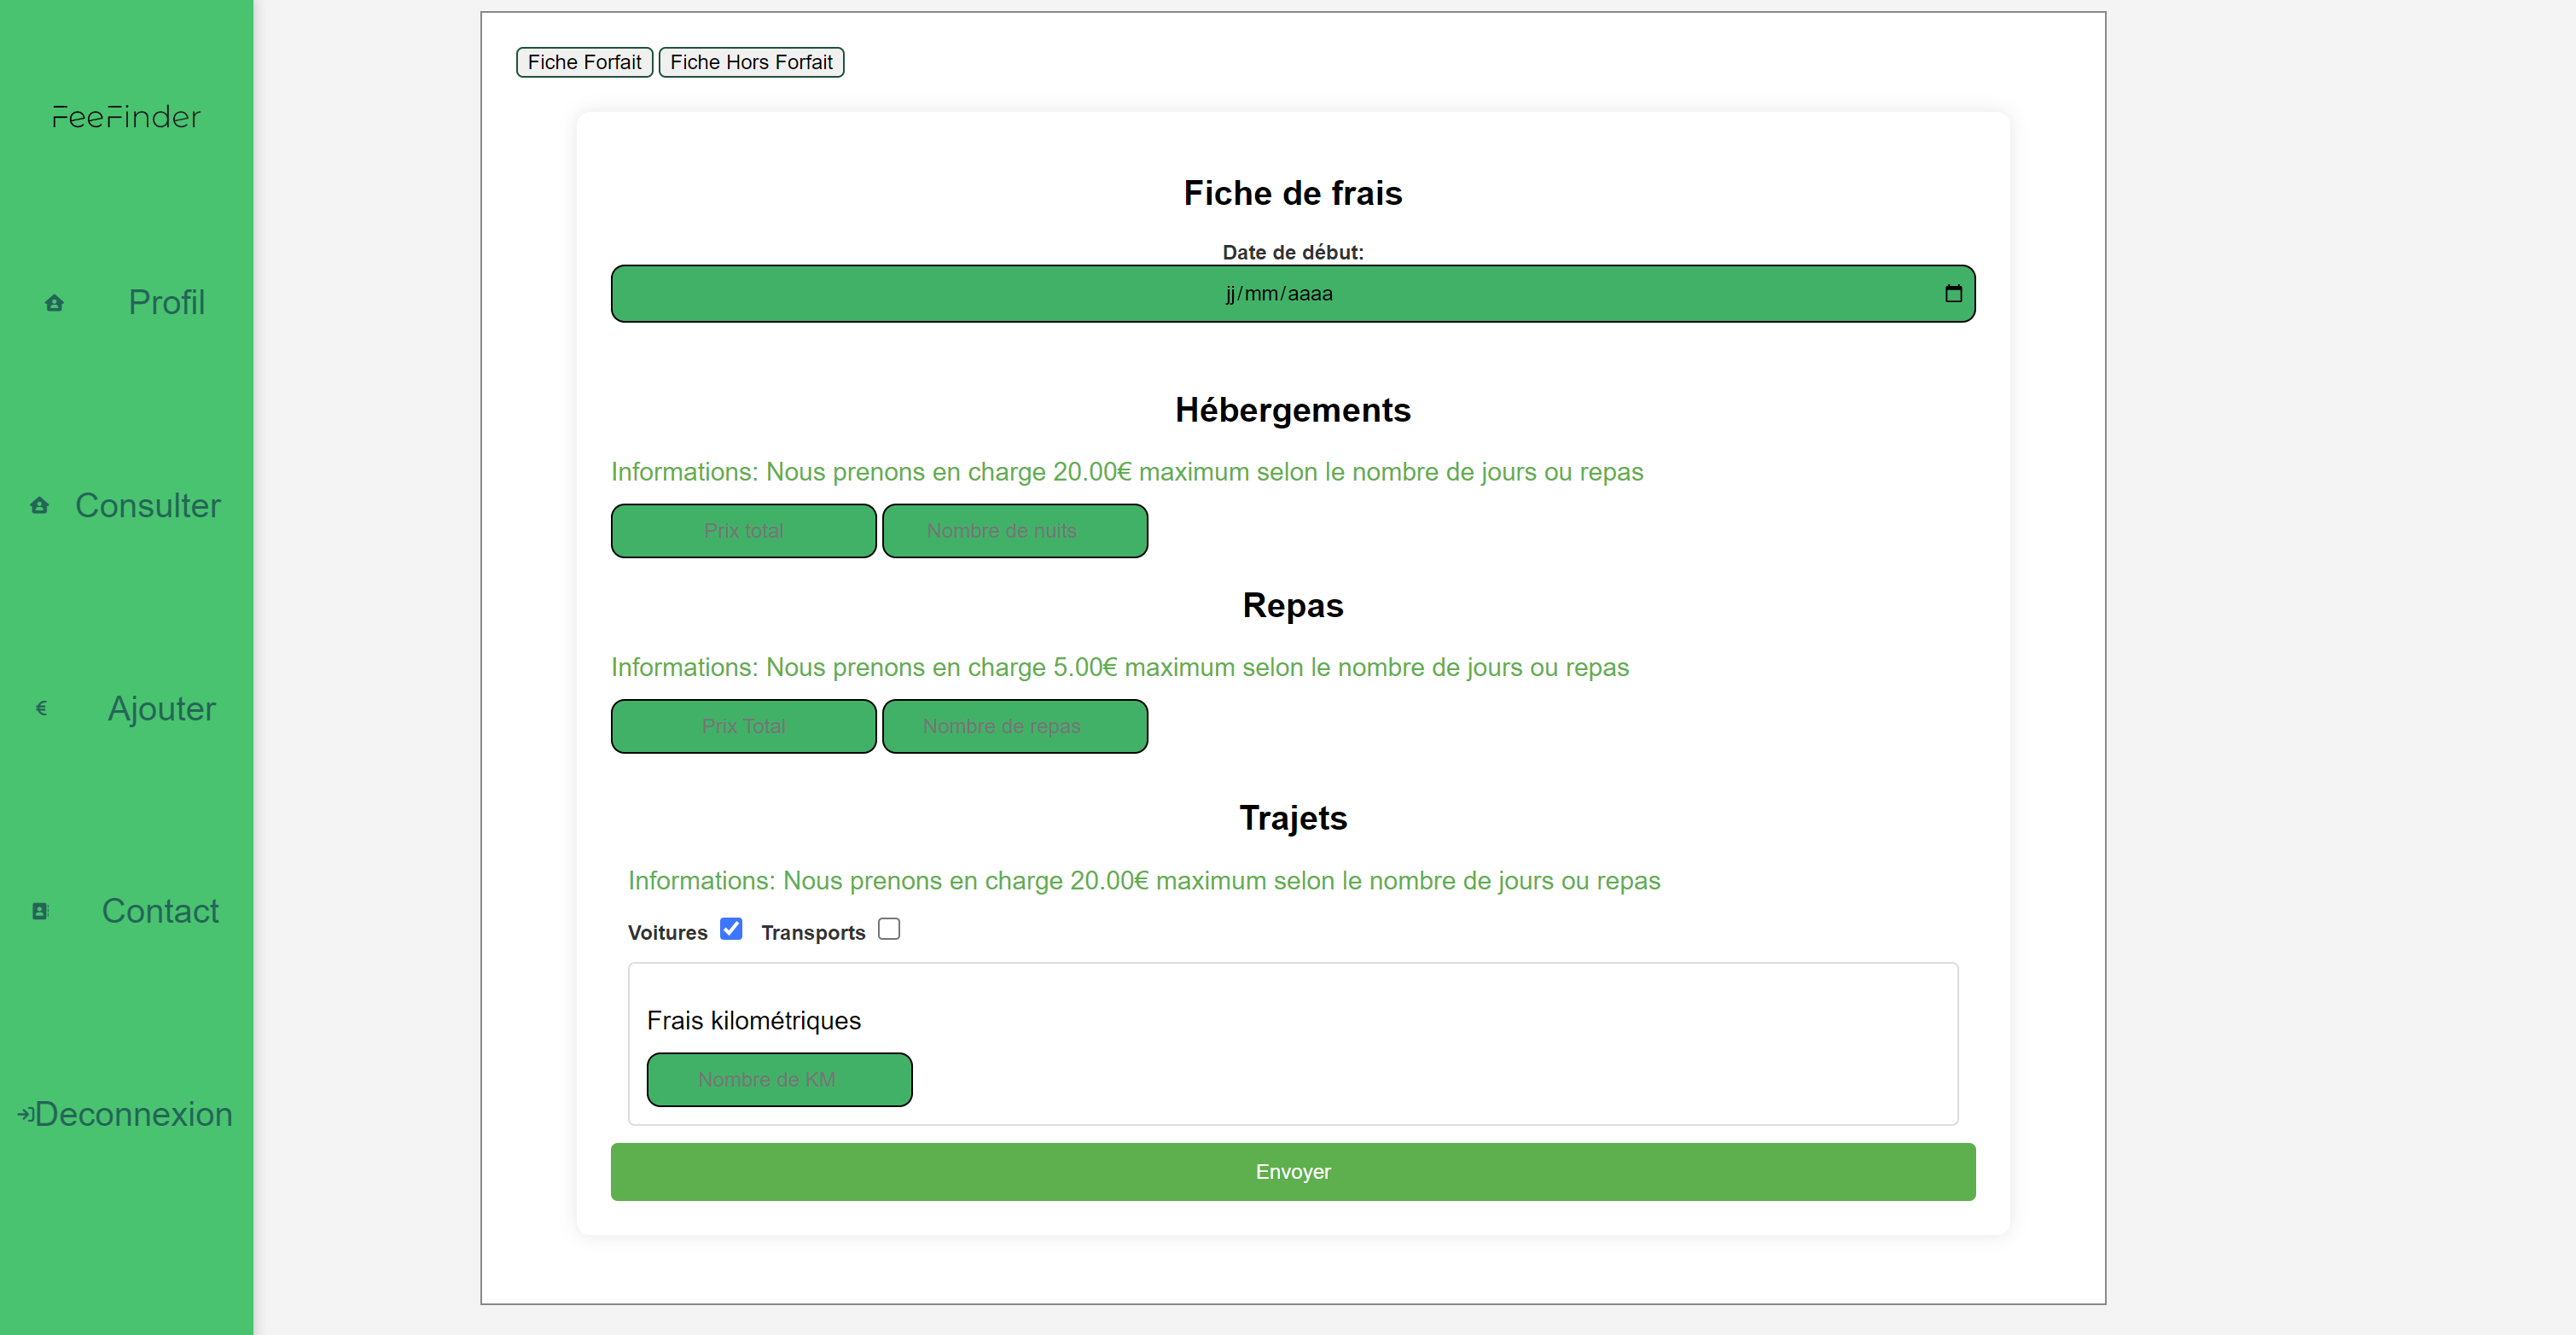 FeeFinder
Profil
Consulter
Ajouter
Contact
Deconnexion
Fiche Forfait Fiche Hors Forfait
Fiche de frais
Date de début:
jj/mm/aaaa
Hébergements
Informations: Nous prenons en charge 20.00€ maximum selon le nombre de jours ou repas
Prix total Nombre de nuits
Repas
Informations: Nous prenons en charge 5.00€ maximum selon le nombre de jours ou repas
Prix Total Nombre de repas
Trajets
Informations: Nous prenons en charge 20.00€ maximum selon le nombre de jours ou repas
Voitures Transports
Frais kilométriques
Nombre de KM
Envoyer